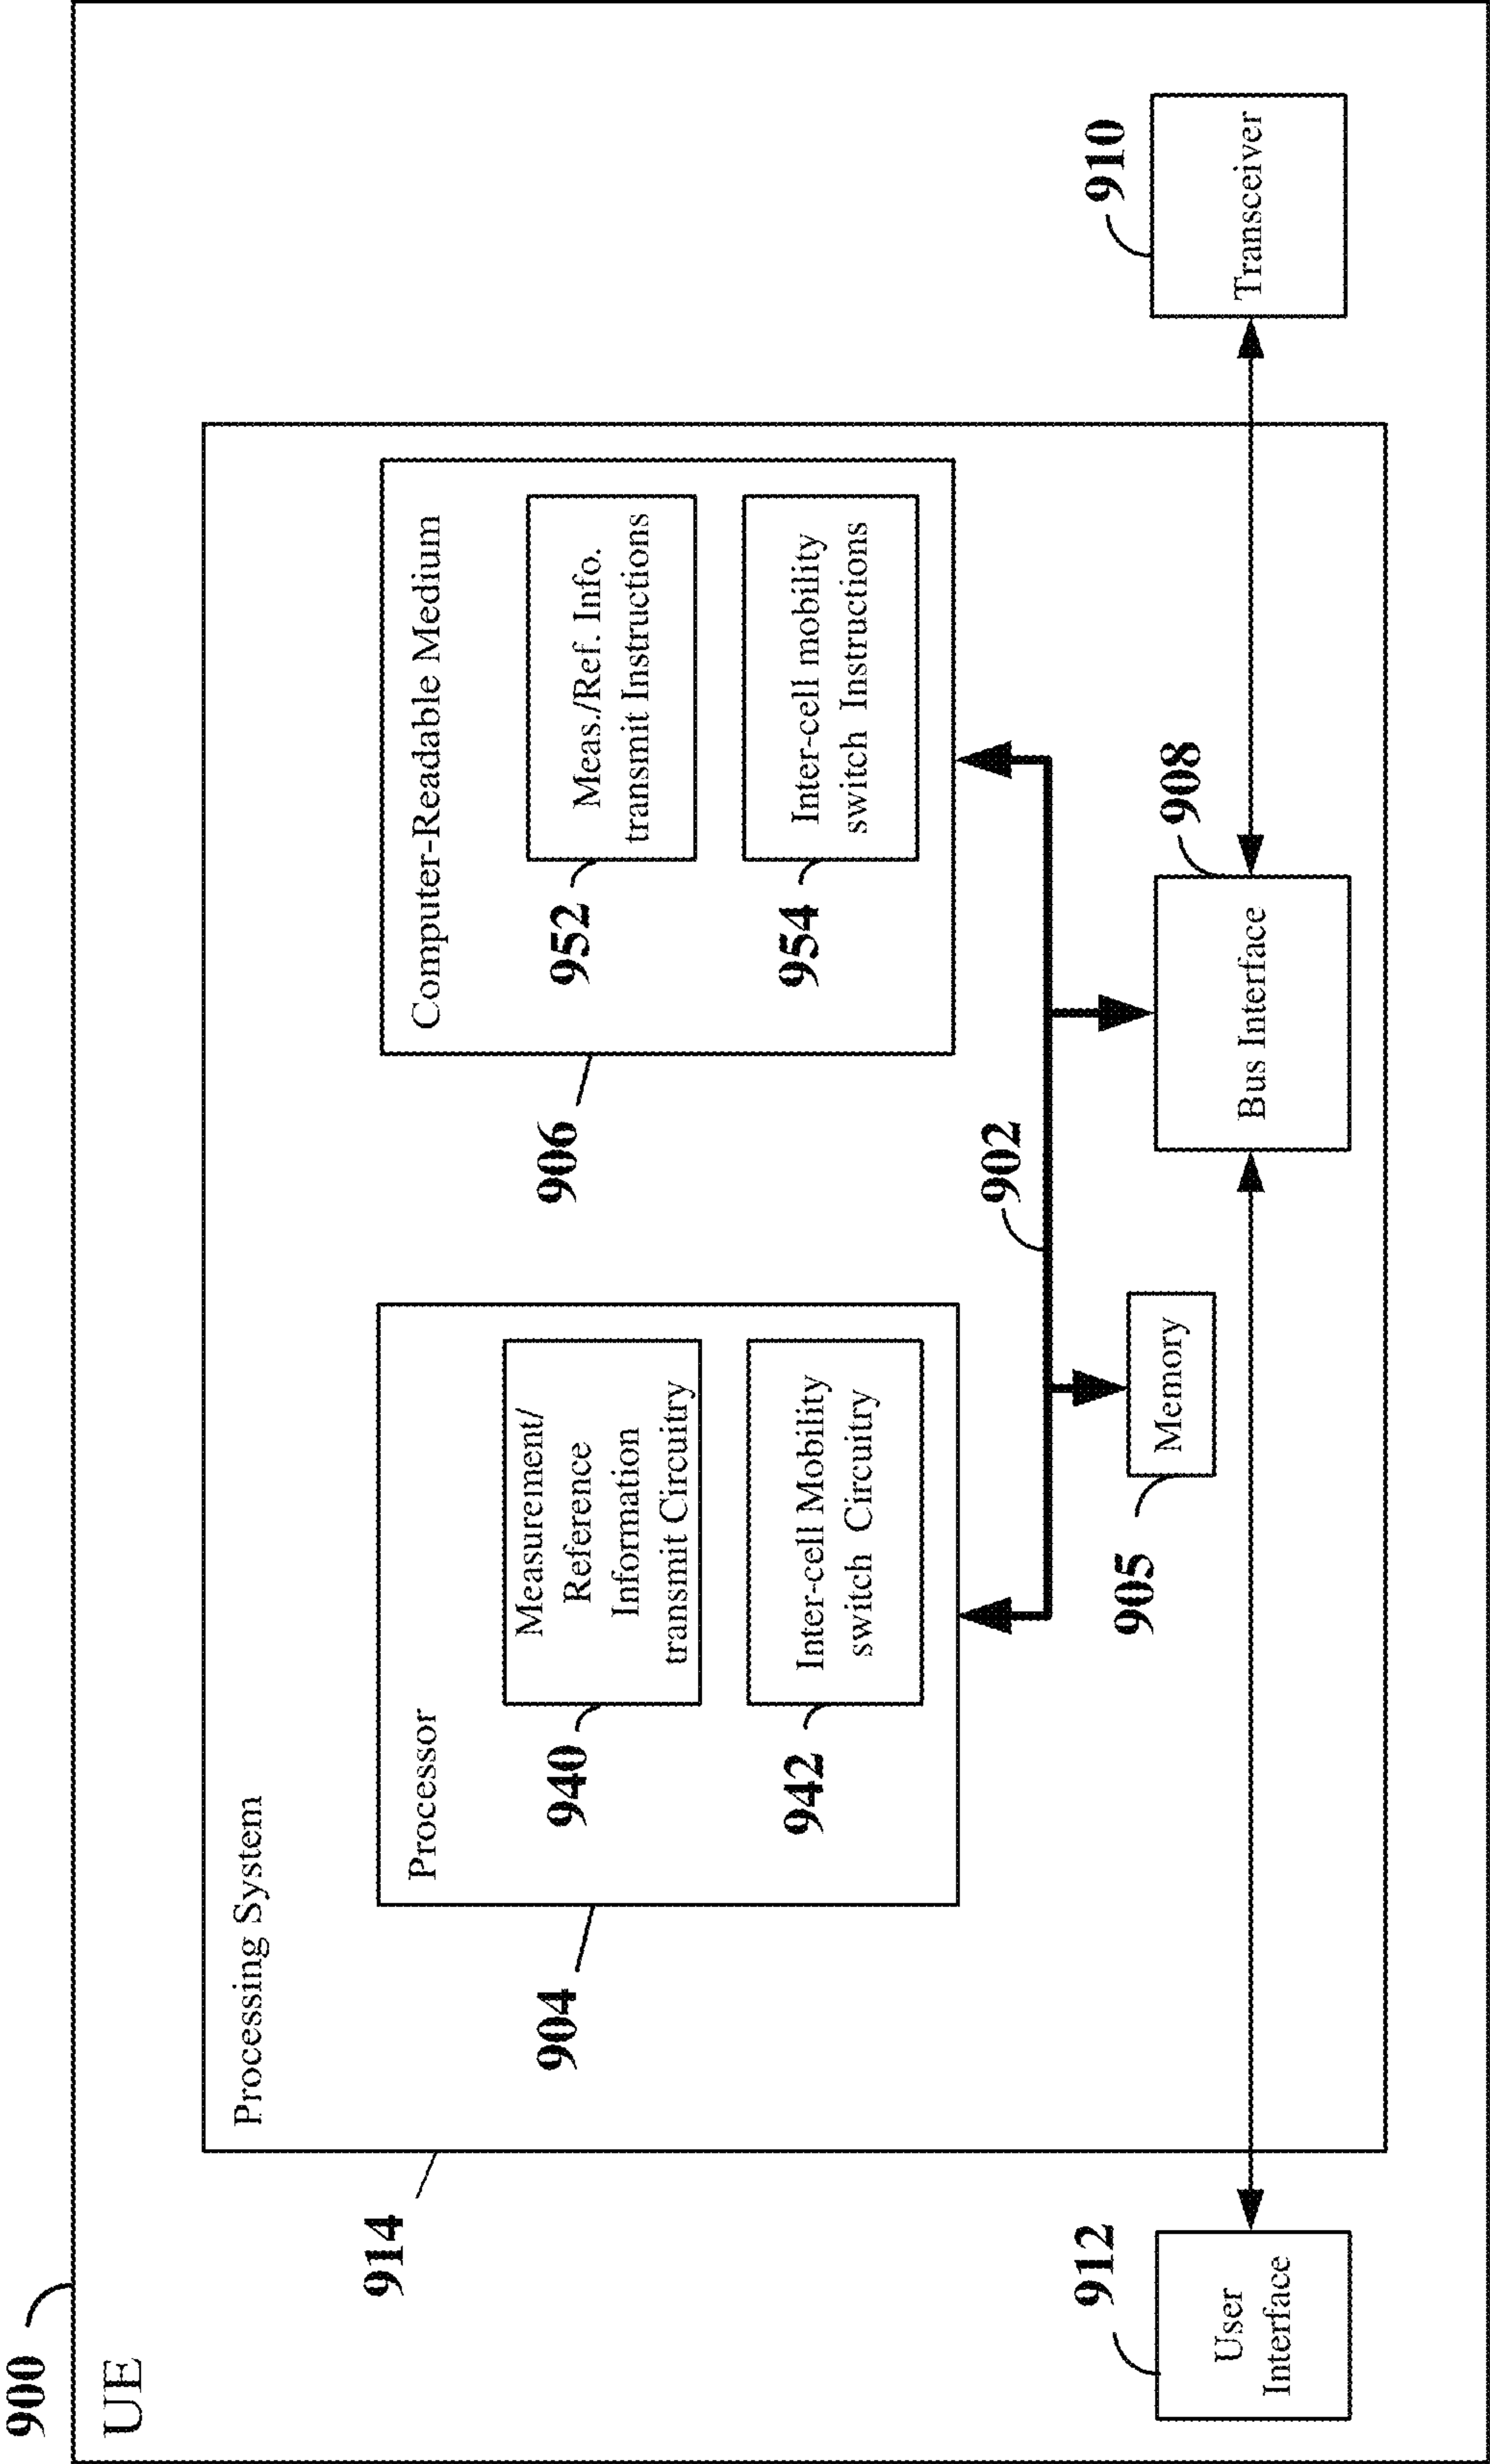 900
UE
914
Processing System
904
Processor
940
Measurement/
Reference
Information
transmit Circuitry
942
Inter-cell Mobility
switch Circuitry
906
Computer-Readable Medium
952
Meas./Ref. Info.
transmit Instructions
954
Inter-cell mobility
switch Instructions
902
905
Memory
908
Bus Interface
912
User
Interface
910
Transceiver